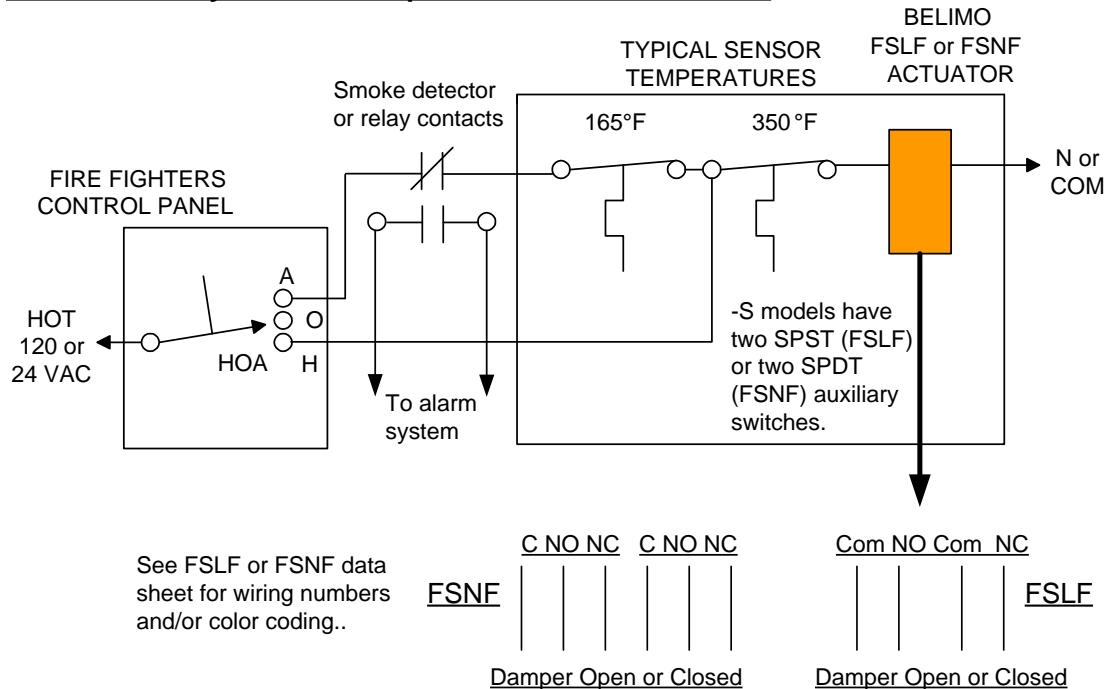 BELIMO
FSLF or FSNF
ACTUATOR
TYPICAL SENSOR
TEMPERATURES
Smoke detector
or relay contacts
165°F
350 °F
N or
COM
FIRE FIGHTERS
CONTROL PANEL
A
O
H
HOA
HOT
120 or
24 VAC
To alarm
system
-S models have
two SPST (FSLF)
or two SPDT
(FSNF) auxiliary
switches.
See FSLF or FSNF data
sheet for wiring numbers
and/or color coding..
FSNF
C NO NC C NO NC
Damper Open or Closed
Com NO Com NC
FSLF
Damper Open or Closed